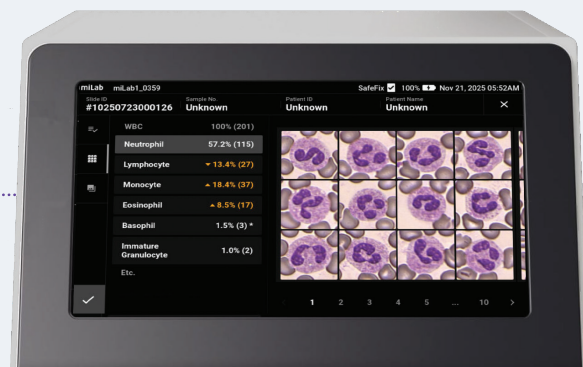 miLab miLab1_0359 SafeFix 100% Nov 21, 2025 05:52AM
Slide ID Sample No. Patient ID Patient Name
#10250723000126 Unknown Unknown Unknown
WBC 100% (201)
Neutrophil 57.2% (115)
Lymphocyte 13.4% (27)
Monocyte 18.4% (37)
Eosinophil 8.5% (17)
Basophil 1.5% (3) *
Immature
Granulocyte 1.0% (2)
Etc.
1 2 3 4 5 ... 10